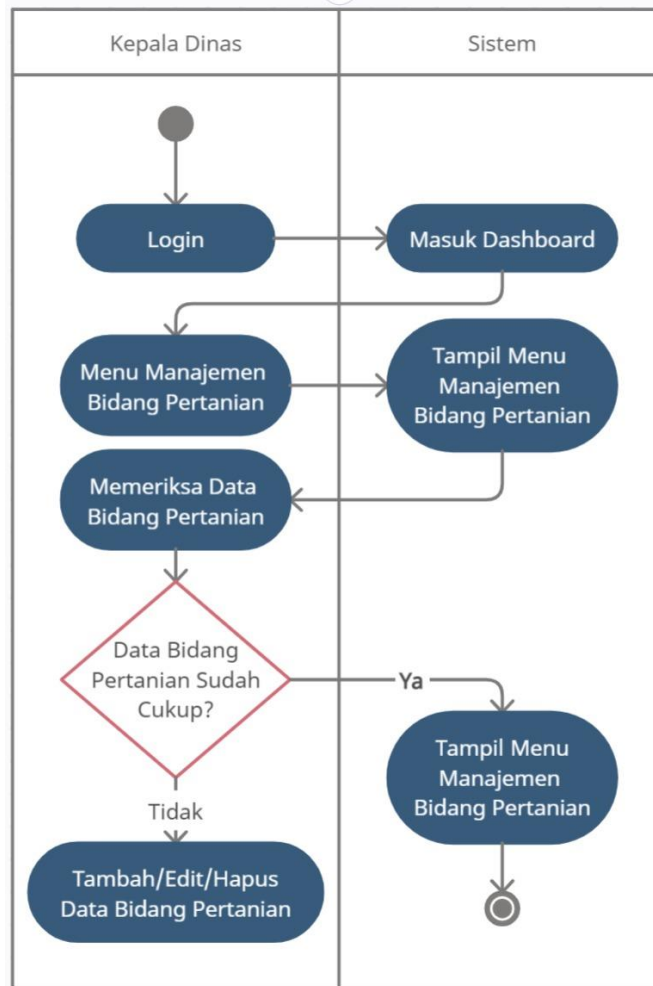 Kepala Dinas
Sistem
Login
Masuk Dashboard
Menu Manajemen
Bidang Pertanian
Tampil Menu
Manajemen
Bidang Pertanian
Memeriksa Data
Bidang Pertanian
Data Bidang
Pertanian Sudah
Cukup?
Ya
Tampil Menu
Manajemen
Bidang Pertanian
Tidak
Tambah/Edit/Hapus
Data Bidang Pertanian